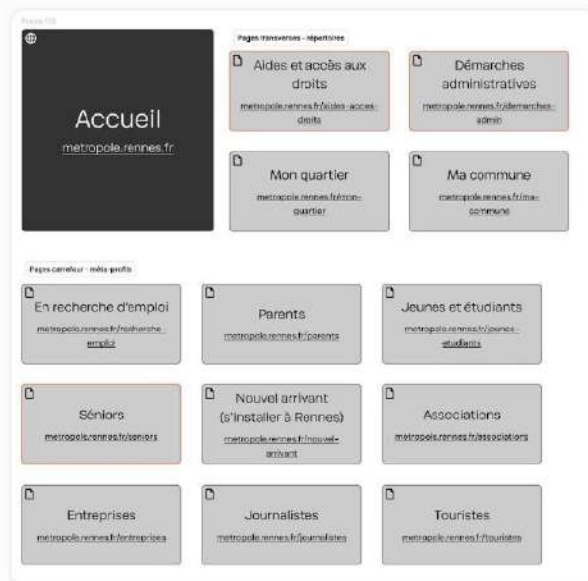 Pages transverses - répertoires
Accueil
metropole.rennes.fr
Aides et accès aux
droits
metropole.rennes.fr/aides-acces-
droits
Démarches
administratives
metropole.rennes.fr/demarches-
admin
Mon quartier
metropole.rennes.fr/mon-
quartier
Ma commune
metropole.rennes.fr/ma-
commune
Pages carrefour - méta-profils
En recherche d'emploi
metropole.rennes.fr/recherche-
emploi
Parents
metropole.rennes.fr/parents
Jeunes et étudiants
metropole.rennes.fr/jeunes-
etudiants
Séniors
metropole.rennes.fr/seniors
Nouvel arrivant
(s'installer à Rennes)
metropole.rennes.fr/nouvel-
arrivant
Associations
metropole.rennes.fr/associations
Entreprises
metropole.rennes.fr/entreprises
Journalistes
metropole.rennes.fr/journalistes
Touristes
metropole.rennes.fr/touristes